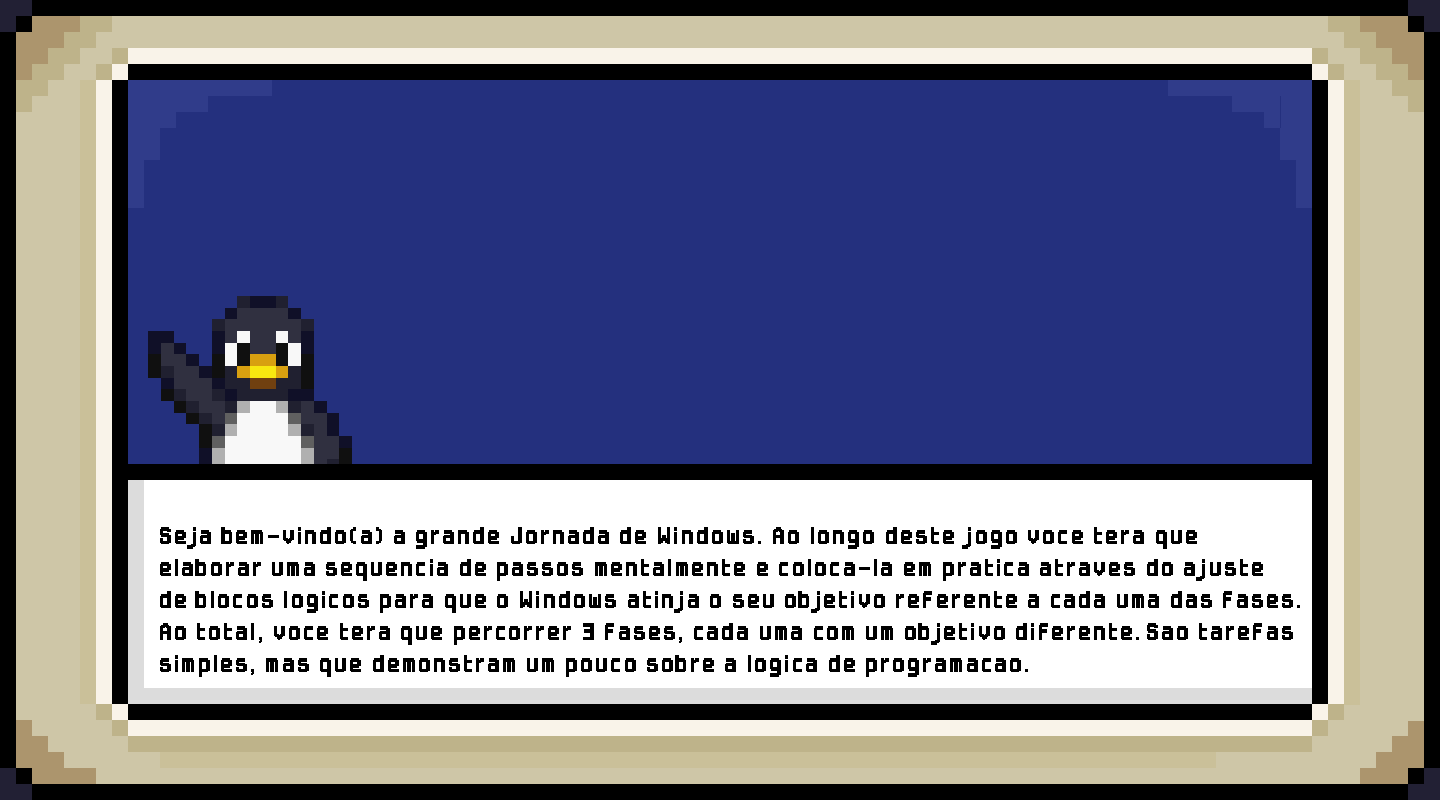 Seja bem-vindo(a) a grande Jornada de Windows. Ao longo deste jogo voce tera que
elaborar uma sequencia de passos mentalmente e coloca-la em pratica atraves do ajuste
de blocos logicos para que o Windows atinja o seu objetivo referente a cada uma das fases.
Ao total, voce tera que percorrer 3 fases, cada uma com um objetivo diferente. Sao tarefas
simples, mas que demonstram um pouco sobre a logica de programacao.